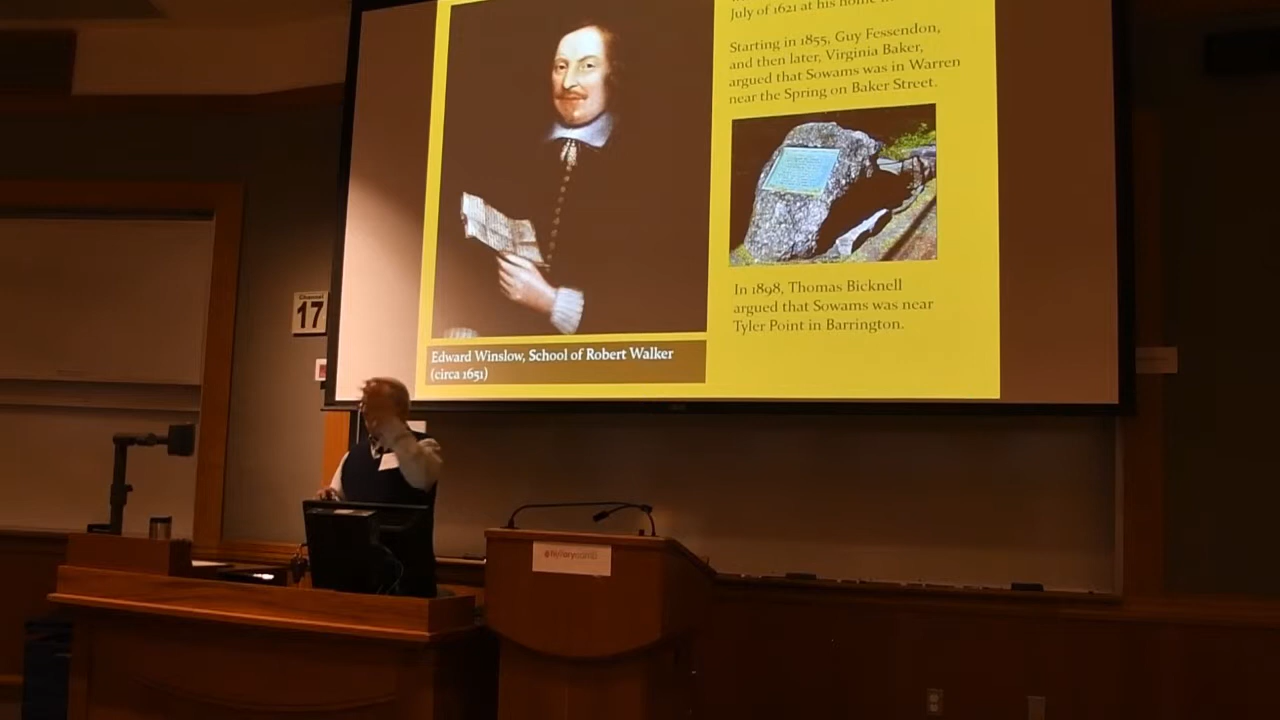 July of 1621 at his home in
Starting in 1855, Guy Fessendon,
and then later, Virginia Baker,
argued that Sowams was in Warren
near the Spring on Baker Street.
In 1898, Thomas Bicknell
argued that Sowams was near
Tyler Point in Barrington.
Edward Winslow, School of Robert Walker
(circa 1651)
Channel
17